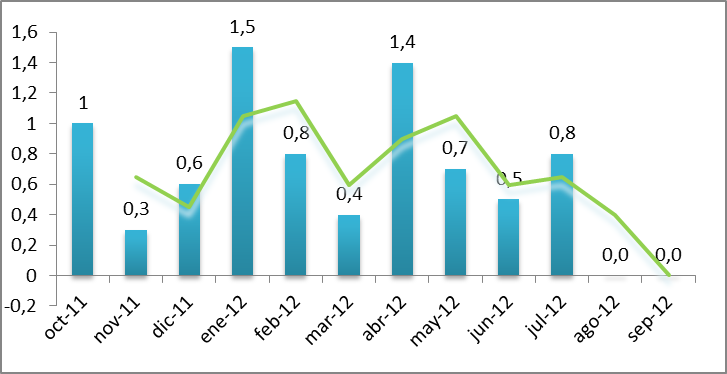 1,6
1,4
1,2
1
0,8
0,6
0,4
0,2
0
-0,2
1
0,3
0,6
1,5
0,8
0,4
1,4
0,7
0,5
0,8
0,0
0,0
oct-11
nov-11
dic-11
ene-12
feb-12
mar-12
abr-12
may-12
jun-12
jul-12
ago-12
sep-12